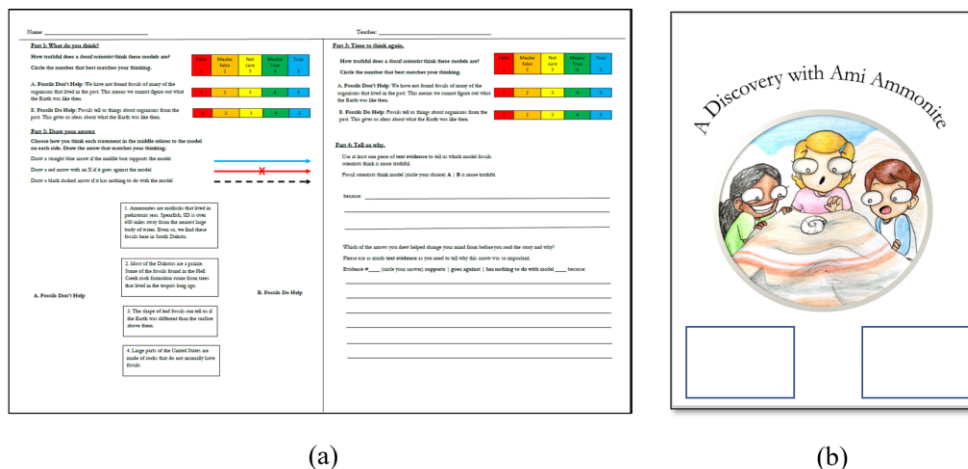 Name: Teacher:
Part 1: What do you think?
How truthful does a fossil scientist think these models are?
Circle the number that best matches your thinking.
False Maybe false Not sure Maybe True True
1 2 3 4 5
A. Fossils Don't Help: We have not found fossils of many of the
organisms that lived in the past. This means we cannot figure out what
the Earth was like then.
1 2 3 4 5
B. Fossils Do Help: Fossils tell us things about organisms from the
past. This gives us ideas about what the Earth was like then.
1 2 3 4 5
Part 2: Draw your arrows
Choose how you think each statement in the middle relates to the model
on each side. Draw the arrow that matches your thinking.
Draw a straight blue arrow if the middle box supports the model
Draw a red arrow with an X if it goes against the model
X
Draw a black dashed arrow if it has nothing to do with the model
1. Ammonites are mollusks that lived in
prehistoric seas. Spearfish, SD is over
600 miles away from the nearest large
body of water. Even so, we find these
fossils here in South Dakota.
2. Most of the Dakotas are a prairie.
Some of the fossils found in the Hell
Creek rock formation come from trees
that lived in the tropics long ago.
A. Fossils Don't Help
B. Fossils Do Help
3. The shape of leaf fossils can tell us if
the Earth was different than the surface
above them.
4. Large parts of the United States are
made of rocks that do not normally have
fossils.
Part 3: Time to think again.
How truthful does a fossil scientist think these models are?
Circle the number that best matches your thinking.
False Maybe false Not sure Maybe True True
1 2 3 4 5
A. Fossils Don't Help: We have not found fossils of many of the
organisms that lived in the past. This means we cannot figure out what
the Earth was like then.
1 2 3 4 5
B. Fossils Do Help: Fossils tell us things about organisms from the
past. This gives us ideas about what the Earth was like then.
1 2 3 4 5
Part 4: Tell us why.
Use at least one piece of text evidence to tell us which model fossil
scientists think is more truthful.
Fossil scientists think model (circle your choice) A | B is more truthful
because:
Which of the arrows you drew helped change your mind from before you read the story and why?
Please use as much text evidence as you need to tell why this arrow was so important.
Evidence #____ (circle your answer) supports | goes against | has nothing to do with model ____ because:
A Discovery with Ami Ammonite
(a)
(b)